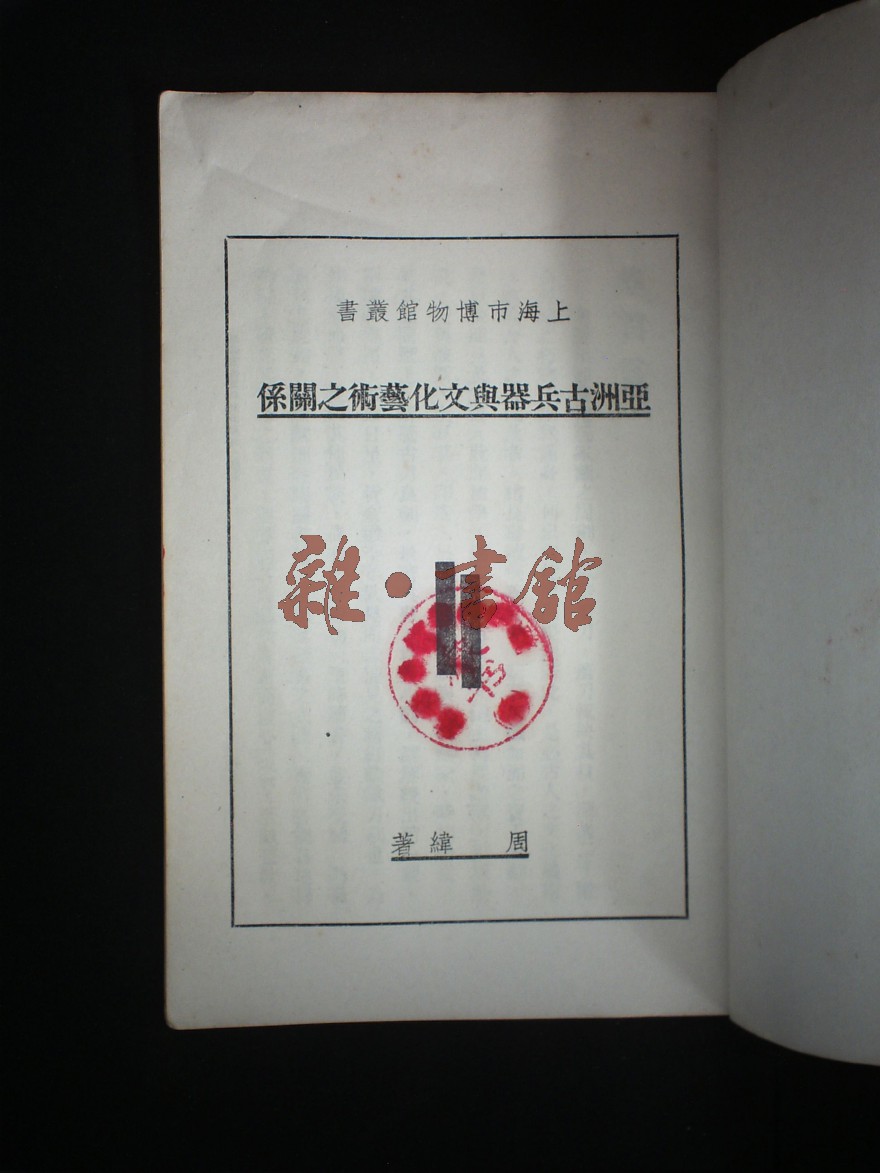 上海市博物館叢書
亞洲古兵器與文化藝術之關係
雜·書舘
周緯著